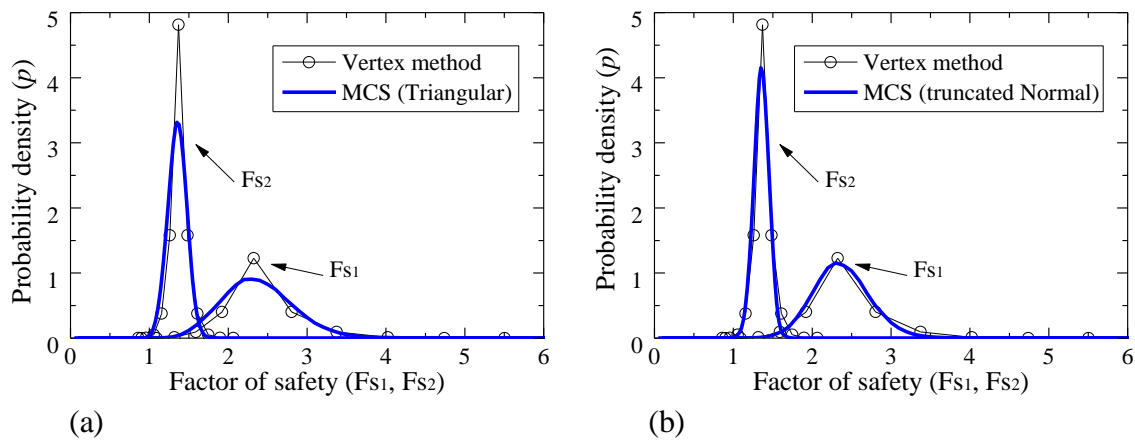 5
4
3
2
1
0
Probability density (p)
Vertex method
MCS (Triangular)
Fs2
Fs1
0 1 2 3 4 5 6
Factor of safety (Fs1, Fs2)
(a)
5
4
3
2
1
0
Probability density (p)
Vertex method
MCS (truncated Normal)
Fs2
Fs1
0 1 2 3 4 5 6
Factor of safety (Fs1, Fs2)
(b)